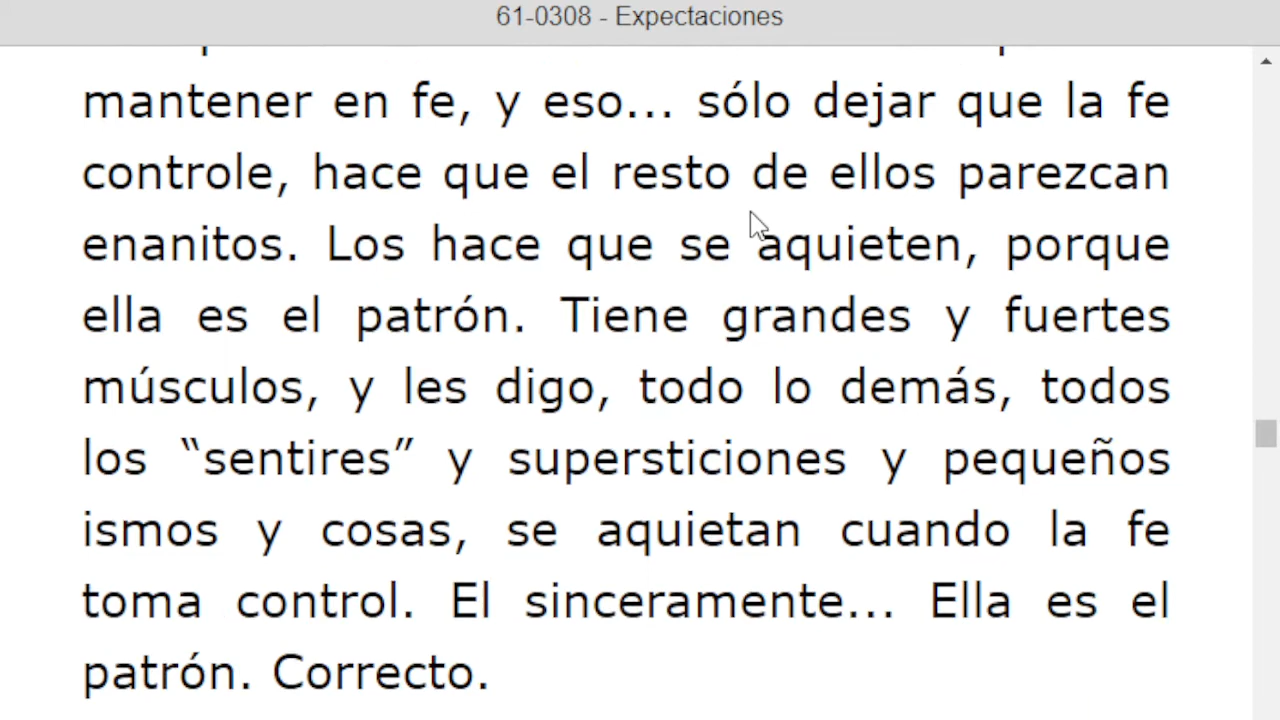 61-0308 - Expectaciones
mantener en fe, y eso... sólo dejar que la fe
controle, hace que el resto de ellos parezcan
enanitos. Los hace que se aquieten, porque
ella es el patrón. Tiene grandes y fuertes
músculos, y les digo, todo lo demás, todos
los “sentires” y supersticiones y pequeños
ismos y cosas, se aquietan cuando la fe
toma control. El sinceramente... Ella es el
patrón. Correcto.